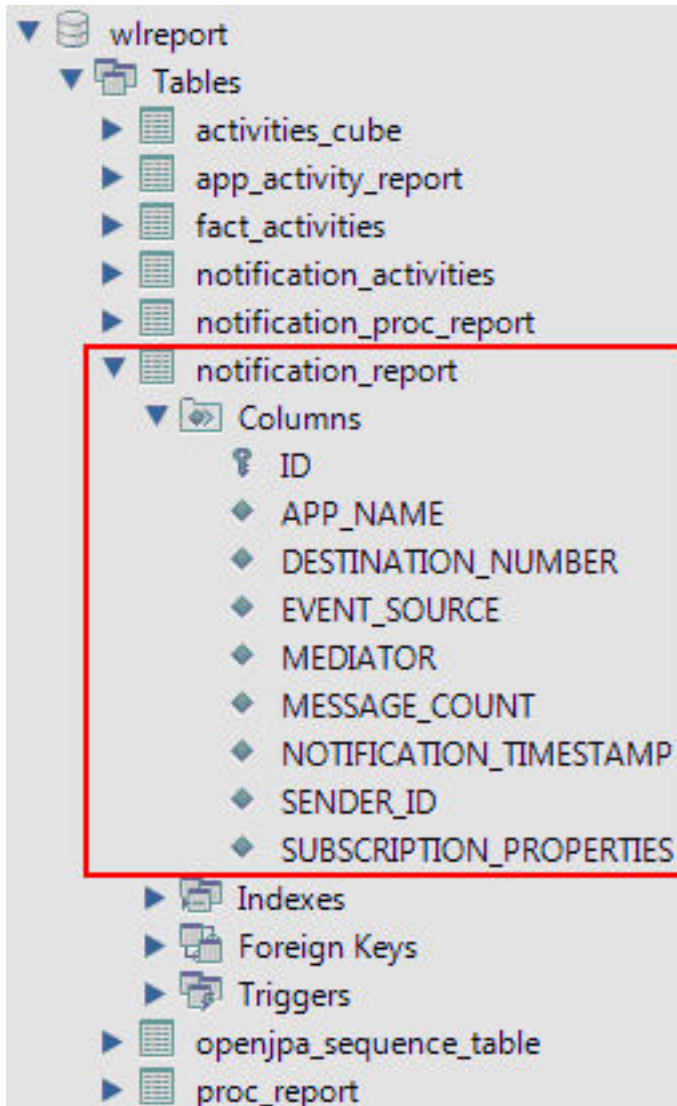 wlreport
Tables
activities_cube
app_activity_report
fact_activities
notification_activities
notification_proc_report
notification_report
Columns
ID
APP_NAME
DESTINATION_NUMBER
EVENT_SOURCE
MEDIATOR
MESSAGE_COUNT
NOTIFICATION_TIMESTAMP
SENDER_ID
SUBSCRIPTION_PROPERTIES
Indexes
Foreign Keys
Triggers
openjpa_sequence_table
proc_report